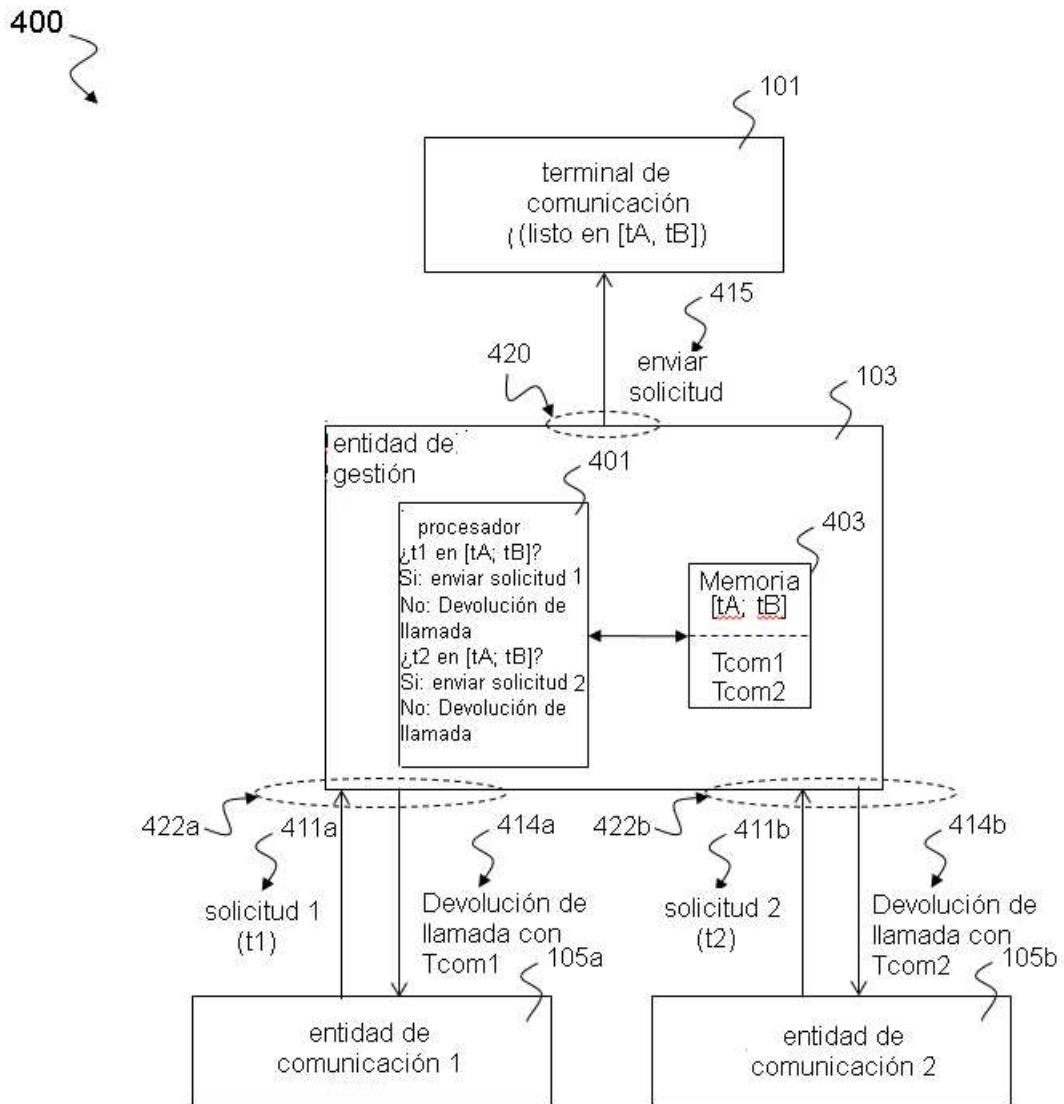 400
101
terminal de
comunicación
((listo en [tA, tB])
415
420
enviar
solicitud
103
entidad de
gestión
401
procesador
¿t1 en [tA; tB]?
Si: enviar solicitud 1
No: Devolución de
llamada
¿t2 en [tA; tB]?
Si: enviar solicitud 2
No: Devolución de
llamada
403
Memoria
[tA; tB]
Tcom1
Tcom2
422a
411a
414a
422b
411b
414b
solicitud 1
(t1)
Devolución de
llamada con
Tcom1
solicitud 2
(t2)
Devolución de
llamada con
Tcom2
105a
105b
entidad de
comunicación 1
entidad de
comunicación 2